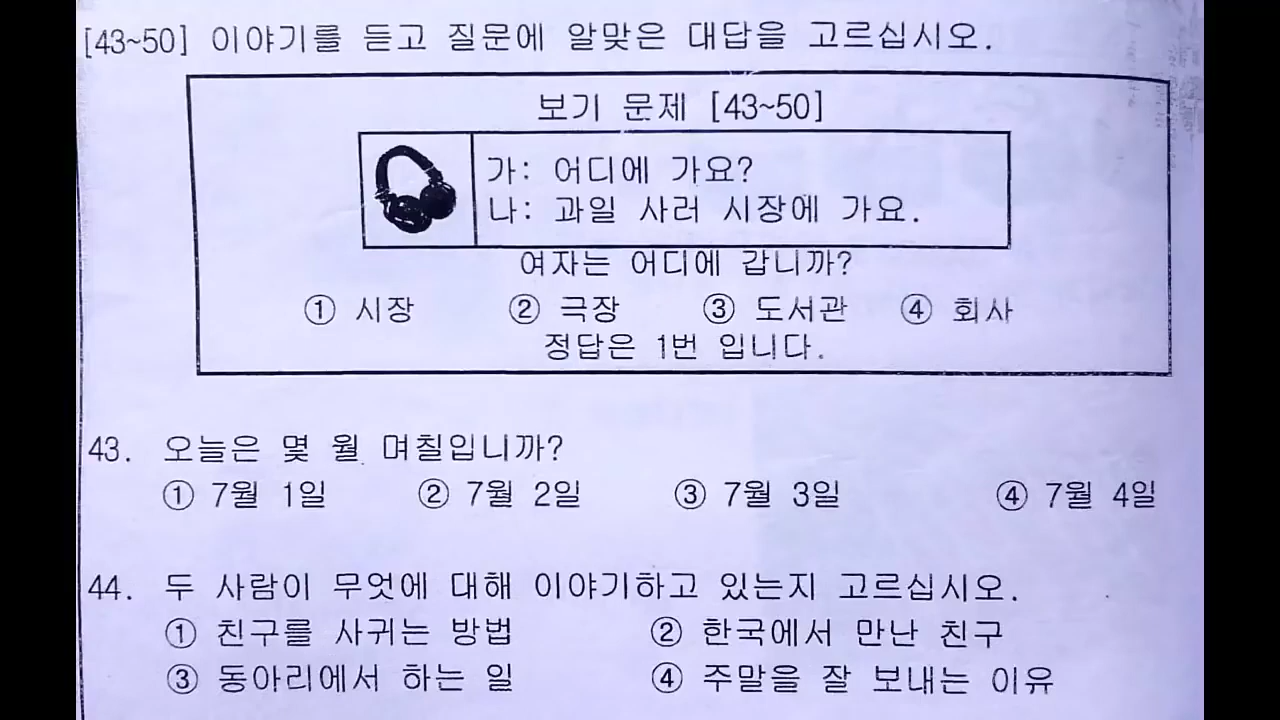 [43~50] 이야기를 듣고 질문에 알맞은 대답을 고르십시오.
보기 문제 [43~50]
가: 어디에 가요?
나: 과일 사러 시장에 가요.
여자는 어디에 갑니까?
① 시장 ② 극장 ③ 도서관 ④ 회사
정답은 1번 입니다.
43. 오늘은 몇 월 며칠입니까?
① 7월 1일 ② 7월 2일 ③ 7월 3일 ④ 7월 4일
44. 두 사람이 무엇에 대해 이야기하고 있는지 고르십시오.
① 친구를 사귀는 방법 ② 한국에서 만난 친구
③ 동아리에서 하는 일 ④ 주말을 잘 보내는 이유